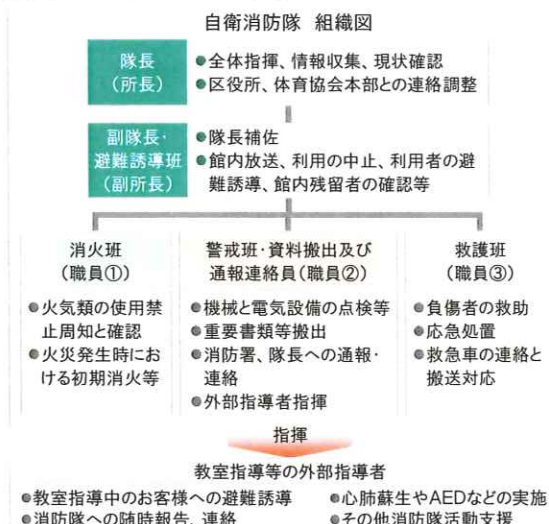 自衛消防隊 組織図
隊長
(所長)
●全体指揮、情報収集、現状確認
●区役所、体育協会本部との連絡調整
副隊長・
避難誘導班
(副所長)
●隊長補佐
●館内放送、利用の中止、利用者の避
難誘導、館内残留者の確認等
消火班
(職員①)
●火気類の使用禁
止周知と確認
●火災発生時にお
ける初期消火等
警戒班・資料搬出及び
通報連絡員(職員②)
●機械と電気設備の点検等
●重要書類等搬出
●消防署、隊長への通報・
連絡
●外部指導者指揮
救護班
(職員③)
●負傷者の救助
●応急処置
●救急車の連絡と
搬送対応
指揮
教室指導等の外部指導者
●教室指導中のお客様への避難誘導
●消防隊への随時報告、連絡
●心肺蘇生やAEDなどの実施
●その他消防隊活動支援